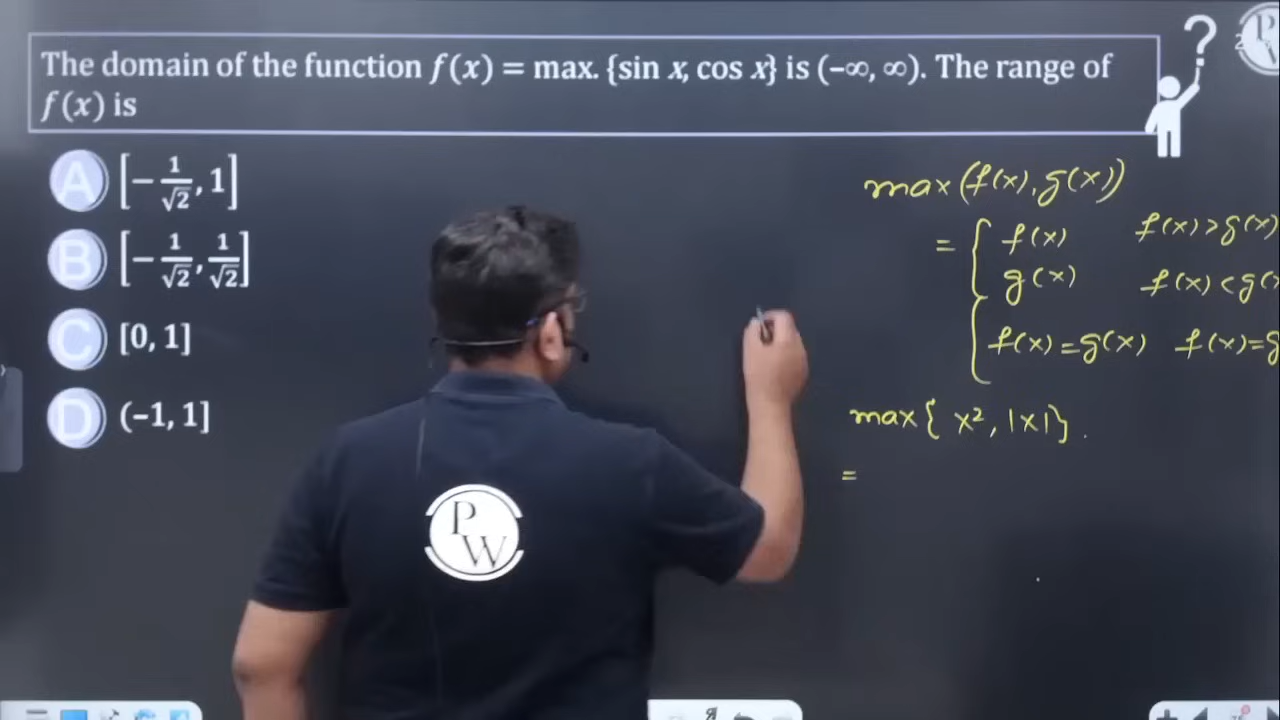 The domain of the function f(x) = max. {sin x, cos x} is (−∞, ∞). The range of
f(x) is
A [−1/√2, 1]
B [−1/√2, 1/√2]
C [0, 1]
D (−1, 1]
max(f(x), g(x))
= { f(x) f(x) > g(x)
g(x) f(x) < g(
f(x) = g(x) f(x) = g
max{ x², |x| }.
=
?
PW
PW